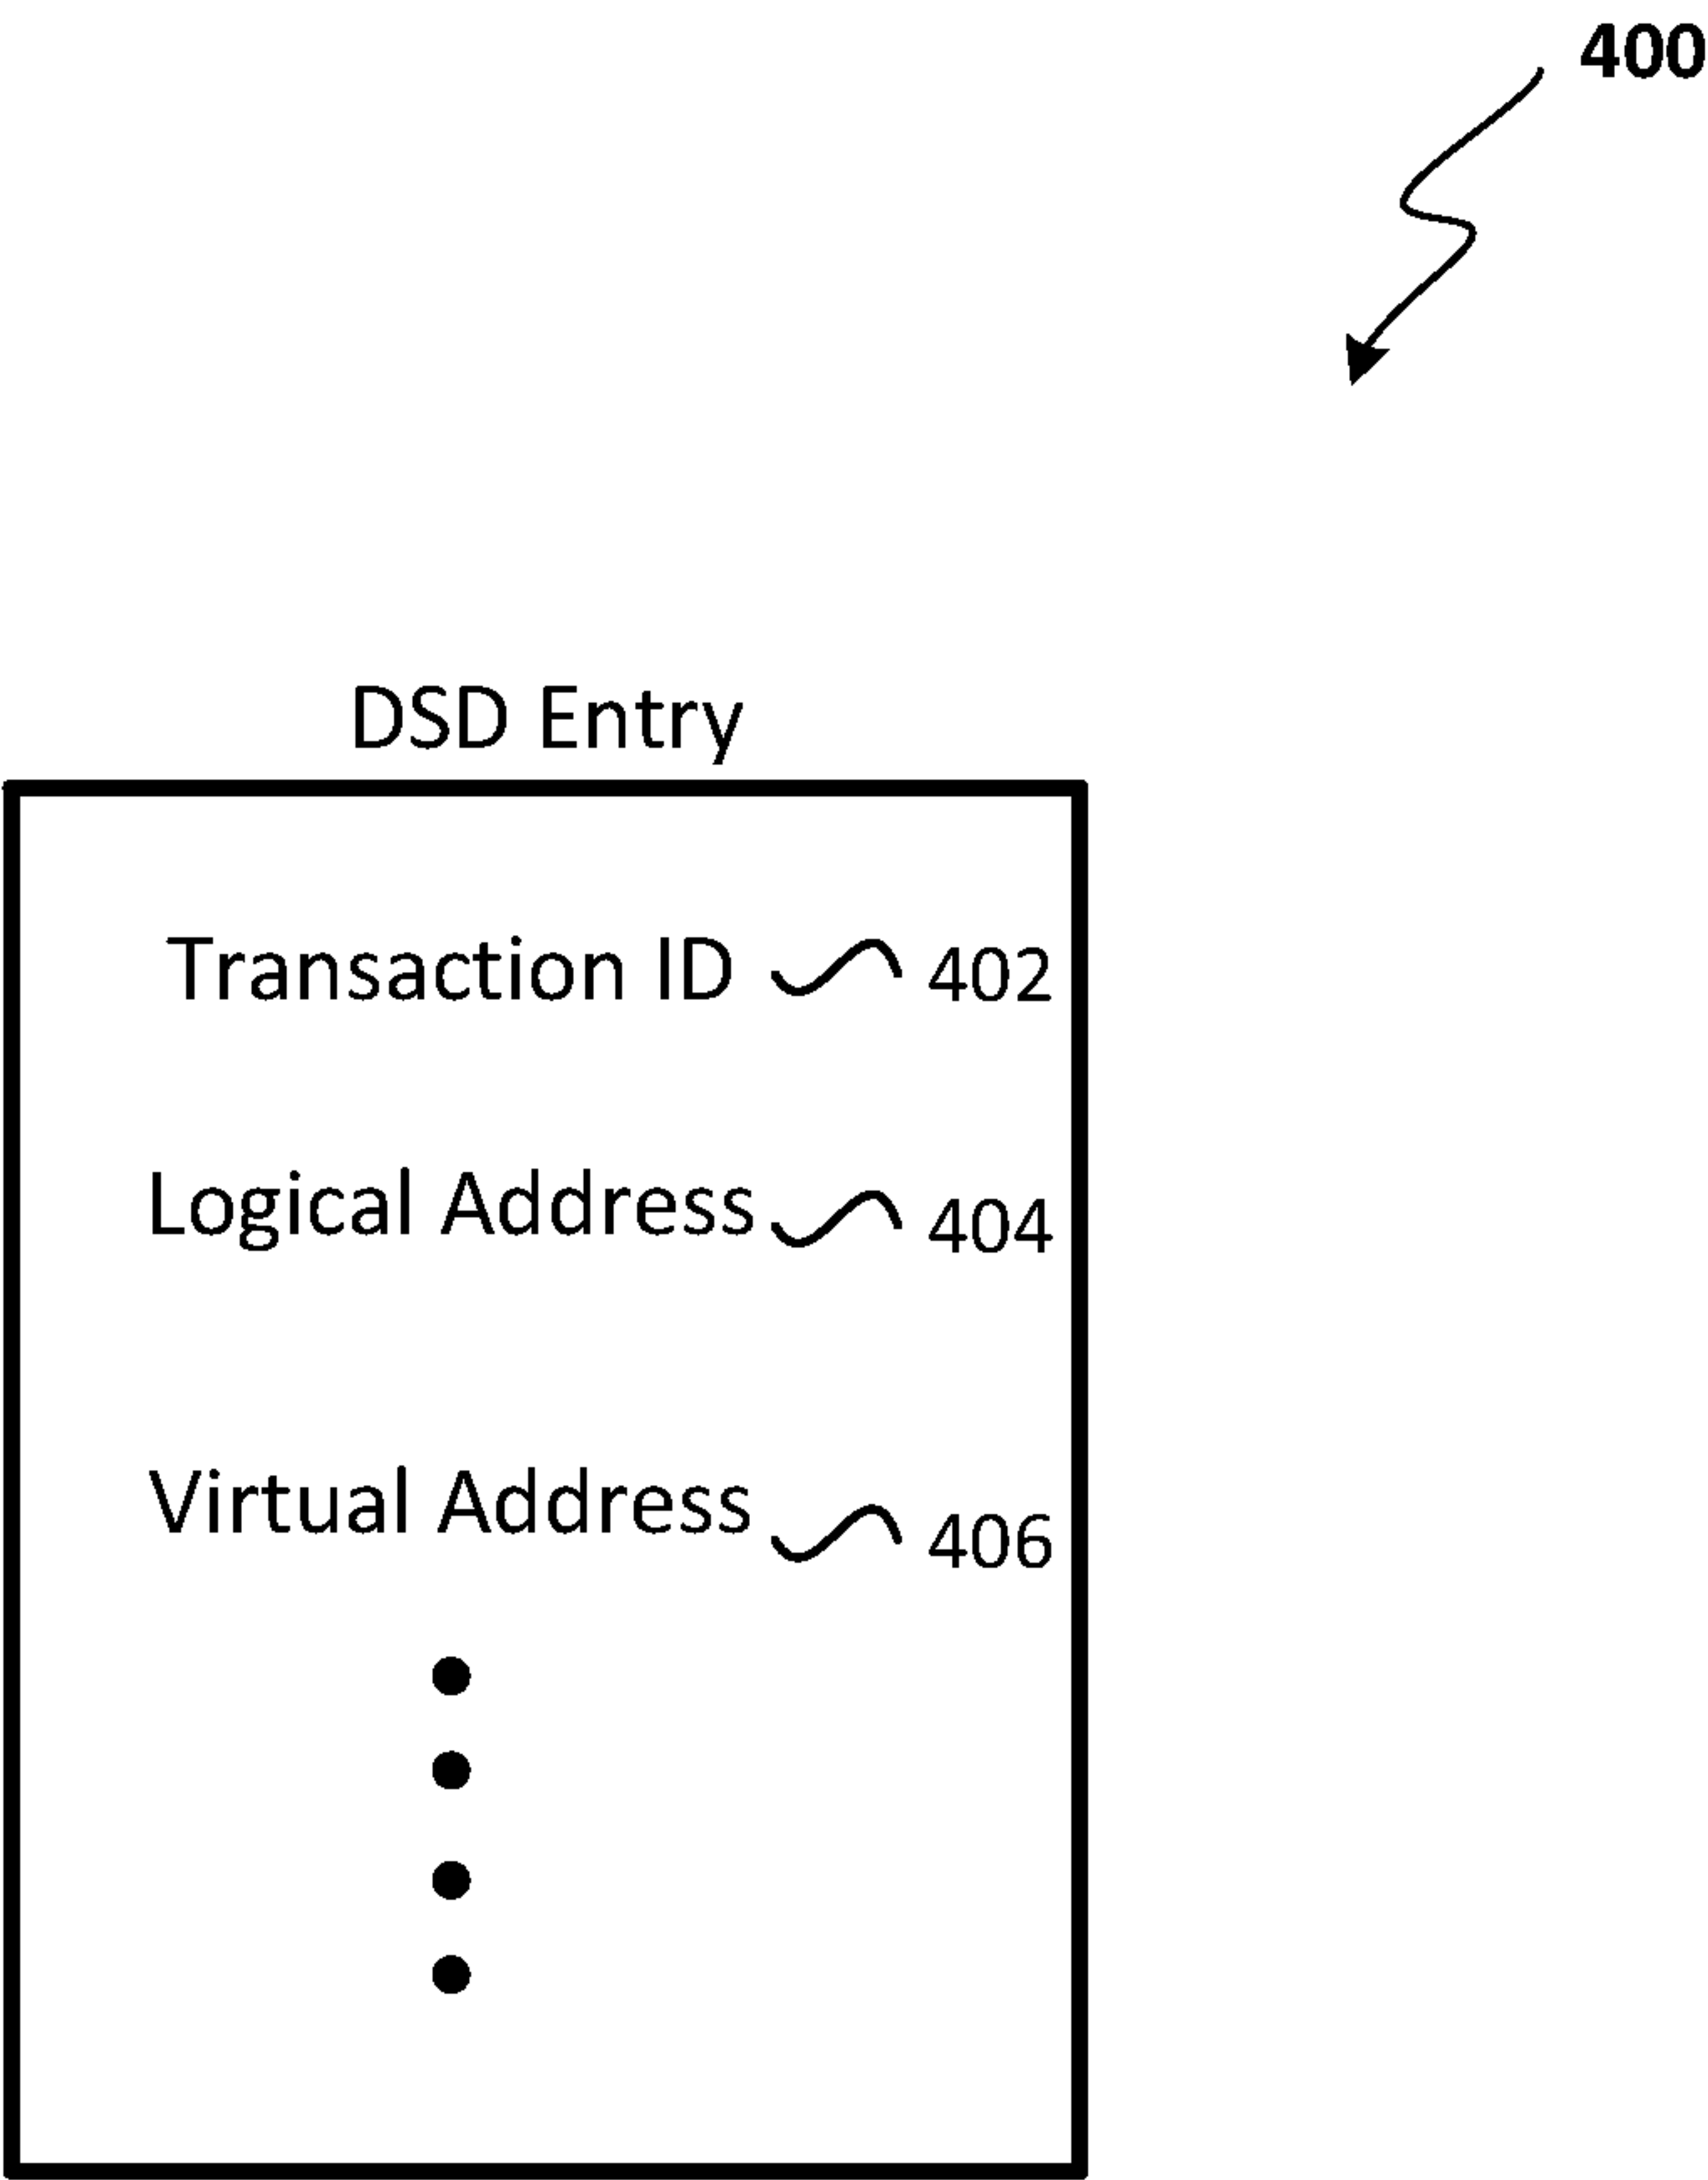 400
DSD Entry
Transaction ID 402
Logical Address 404
Virtual Address 406